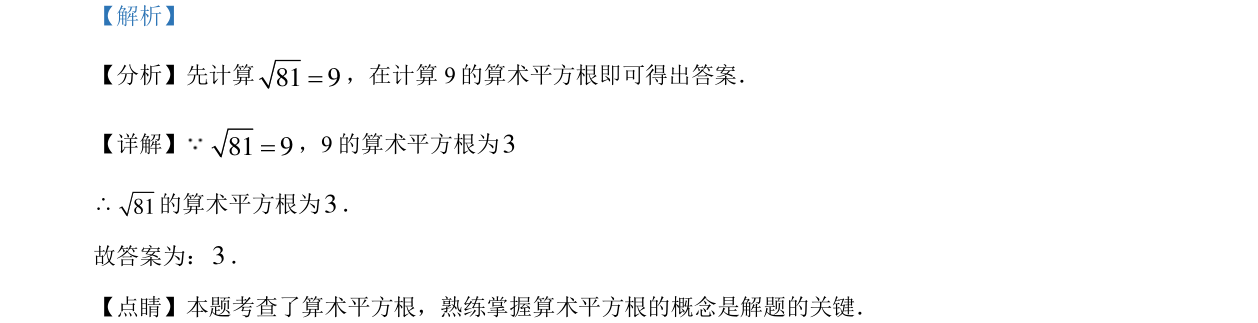 【解析】
【分析】先计算√81=9，在计算 9 的算术平方根即可得出答案．
【详解】∵ √81=9，9 的算术平方根为3
∴ √81的算术平方根为3．
故答案为：3．
【点睛】本题考查了算术平方根，熟练掌握算术平方根的概念是解题的关键．